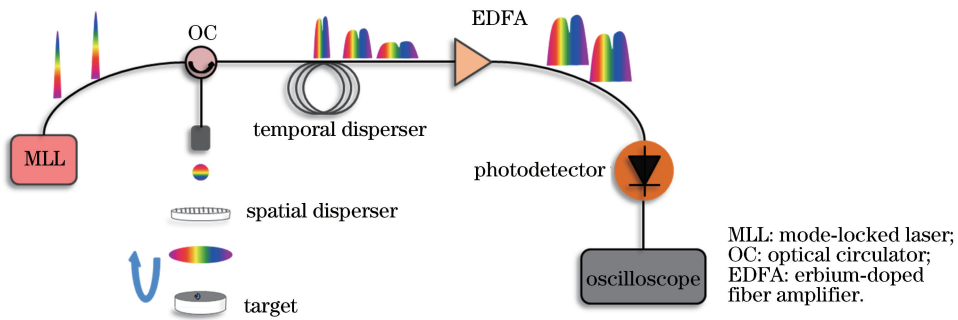 OC
EDFA
MLL
temporal disperser
photodetector
spatial disperser
target
oscilloscope
MLL: mode-locked laser;
OC: optical circulator;
EDFA: erbium-doped
fiber amplifier.